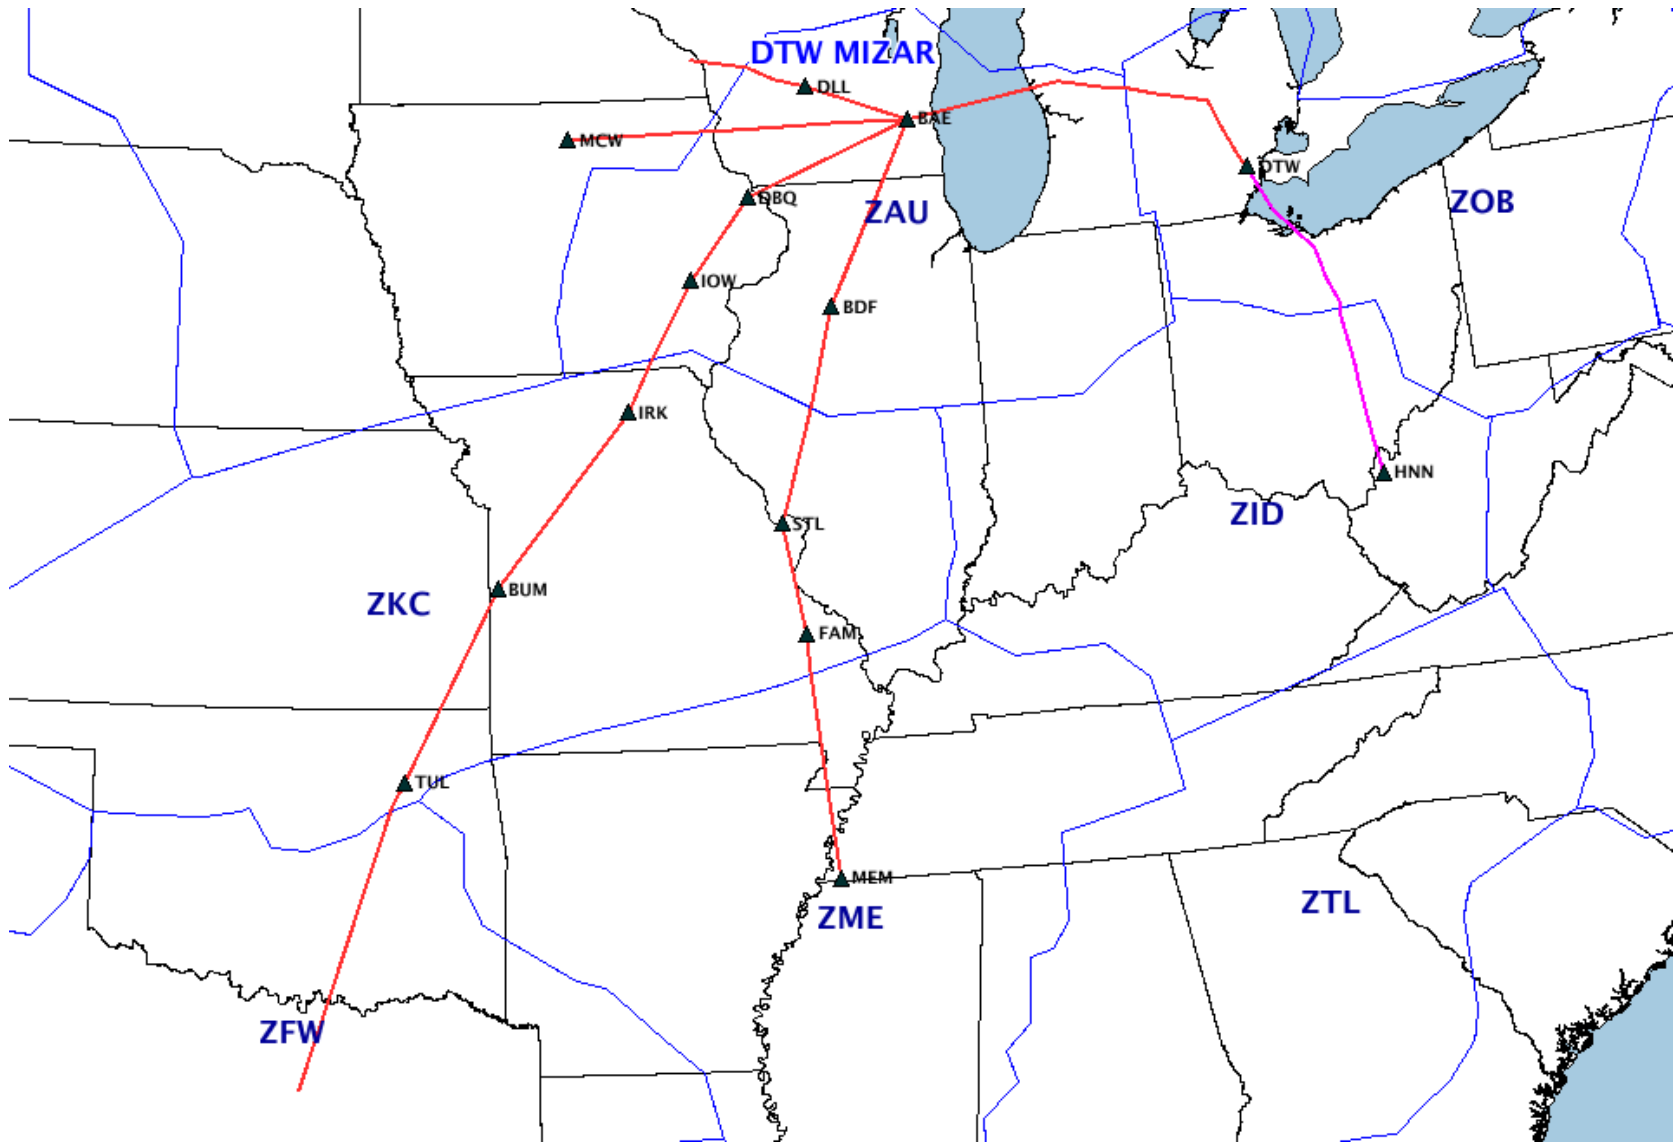 DTW MIZAR
DLL
BAE
MCW
DTW
DBQ
ZAU
ZOB
IOW
BDF
IRK
HNN
ZID
STL
BUM
ZKC
FAM
TUL
MEM
ZME
ZTL
ZFW